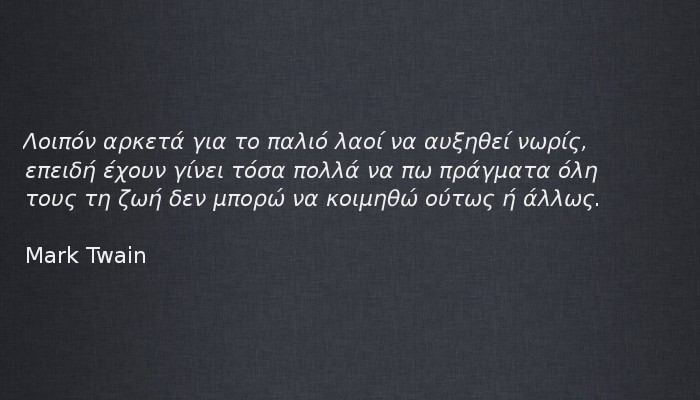 Λοιπόν αρκετά για το παλιό λαοί να αυξηθεί νωρίς,
επειδή έχουν γίνει τόσα πολλά να πω πράγματα όλη
τους τη ζωή δεν μπορώ να κοιμηθώ ούτως ή άλλως.
Mark Twain